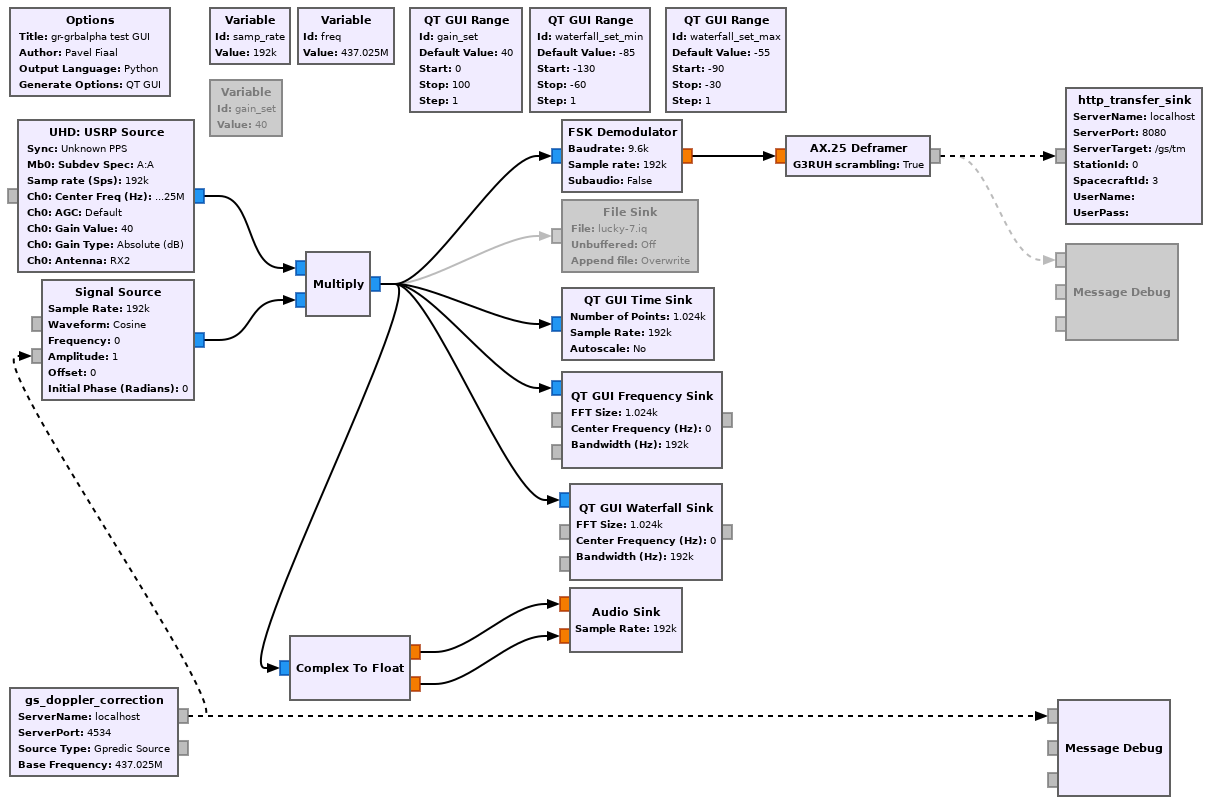 Options
Title: gr-grbalpha test GUI
Author: Pavel Fiaal
Output Language: Python
Generate Options: QT GUI
Variable
Id: samp_rate
Value: 192k
Variable
Id: freq
Value: 437.025M
Variable
Id: gain_set
Value: 40
QT GUI Range
Id: gain_set
Default Value: 40
Start: 0
Stop: 100
Step: 1
QT GUI Range
Id: waterfall_set_min
Default Value: -85
Start: -130
Stop: -60
Step: 1
QT GUI Range
Id: waterfall_set_max
Default Value: -55
Start: -90
Stop: -30
Step: 1
UHD: USRP Source
Sync: Unknown PPS
Mb0: Subdev Spec: A:A
Samp rate (Sps): 192k
Ch0: Center Freq (Hz): ...25M
Ch0: AGC: Default
Ch0: Gain Value: 40
Ch0: Gain Type: Absolute (dB)
Ch0: Antenna: RX2
Signal Source
Sample Rate: 192k
Waveform: Cosine
Frequency: 0
Amplitude: 1
Offset: 0
Initial Phase (Radians): 0
Multiply
FSK Demodulator
Baudrate: 9.6k
Sample rate: 192k
Subaudio: False
AX.25 Deframer
G3RUH scrambling: True
http_transfer_sink
ServerName: localhost
ServerPort: 8080
ServerTarget: /gs/tm
StationId: 0
SpacecraftId: 3
UserName:
UserPass:
File Sink
File: lucky-7.iq
Unbuffered: Off
Append file: Overwrite
Message Debug
QT GUI Time Sink
Number of Points: 1.024k
Sample Rate: 192k
Autoscale: No
QT GUI Frequency Sink
FFT Size: 1.024k
Center Frequency (Hz): 0
Bandwidth (Hz): 192k
QT GUI Waterfall Sink
FFT Size: 1.024k
Center Frequency (Hz): 0
Bandwidth (Hz): 192k
Audio Sink
Sample Rate: 192k
Complex To Float
gs_doppler_correction
ServerName: localhost
ServerPort: 4534
Source Type: Gpredic Source
Base Frequency: 437.025M
Message Debug